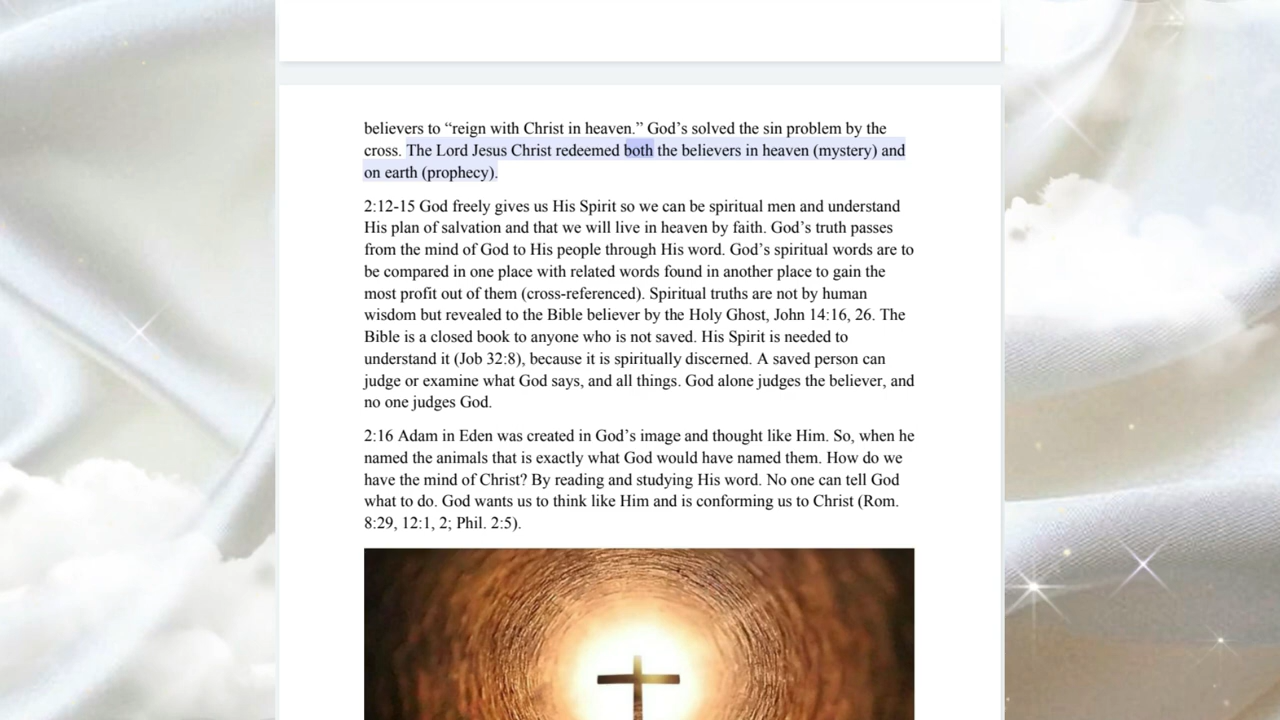 believers to “reign with Christ in heaven.” God’s solved the sin problem by the
cross. The Lord Jesus Christ redeemed both the believers in heaven (mystery) and
on earth (prophecy).
2:12-15 God freely gives us His Spirit so we can be spiritual men and understand
His plan of salvation and that we will live in heaven by faith. God’s truth passes
from the mind of God to His people through His word. God’s spiritual words are to
be compared in one place with related words found in another place to gain the
most profit out of them (cross-referenced). Spiritual truths are not by human
wisdom but revealed to the Bible believer by the Holy Ghost, John 14:16, 26. The
Bible is a closed book to anyone who is not saved. His Spirit is needed to
understand it (Job 32:8), because it is spiritually discerned. A saved person can
judge or examine what God says, and all things. God alone judges the believer, and
no one judges God.
2:16 Adam in Eden was created in God’s image and thought like Him. So, when he
named the animals that is exactly what God would have named them. How do we
have the mind of Christ? By reading and studying His word. No one can tell God
what to do. God wants us to think like Him and is conforming us to Christ (Rom.
8:29, 12:1, 2; Phil. 2:5).